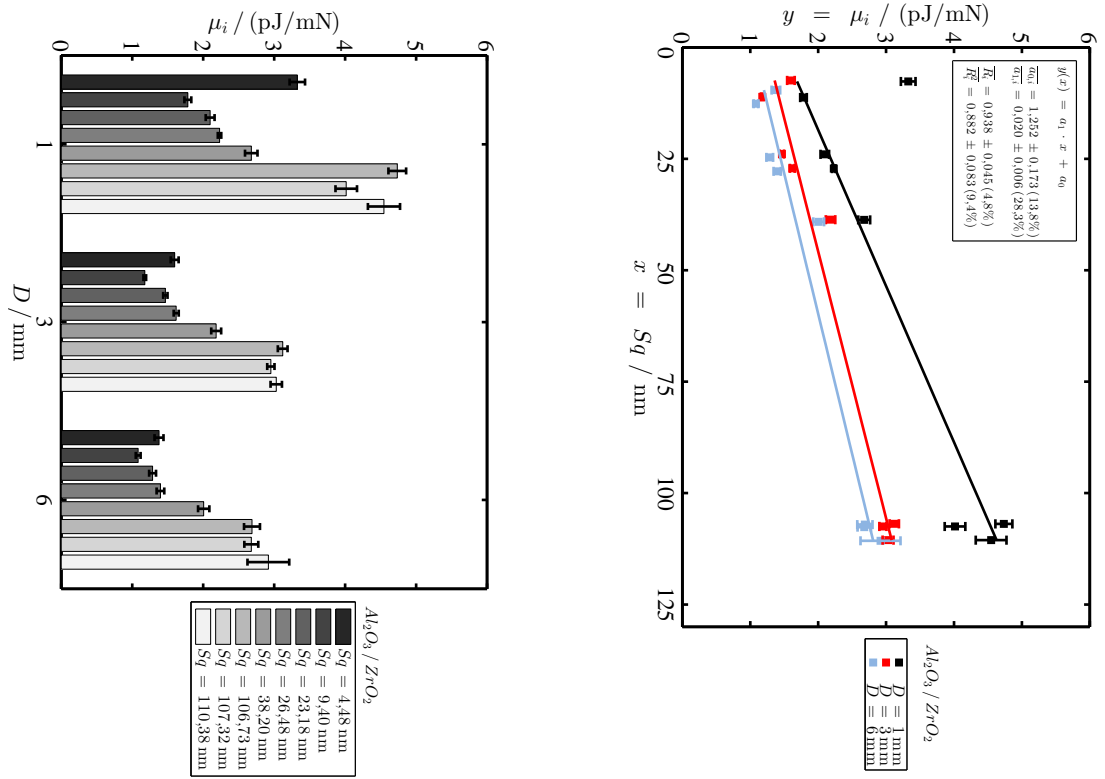 μ_i / (pJ/mN)
0 1 2 3 4 5 6
1 3 6
D / mm
Al₂O₃ / ZrO₂
Sq = 4,48 nm
Sq = 9,40 nm
Sq = 23,18 nm
Sq = 26,48 nm
Sq = 38,20 nm
Sq = 106,73 nm
Sq = 107,32 nm
Sq = 110,38 nm
y = μ_i / (pJ/mN)
0 1 2 3 4 5 6
y(x) = a₁ · x + a₀
a₀,ᵢ = 1,252 ± 0,173 (13,8%)
a₁,ᵢ = 0,020 ± 0,006 (28,3%)
Rᵢ = 0,938 ± 0,045 (4,8%)
Rᵢ² = 0,882 ± 0,083 (9,4%)
0 25 50 75 100 125
x = Sq / nm
Al₂O₃ / ZrO₂
D = 1 mm
D = 3 mm
D = 6 mm